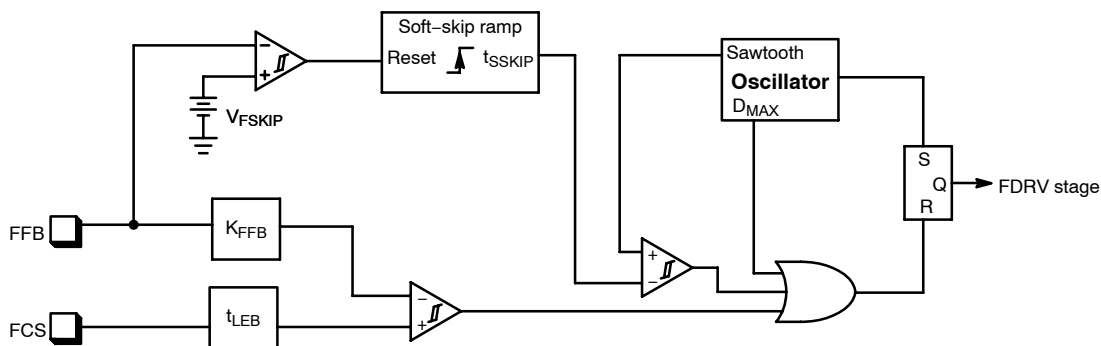 Soft−skip ramp
Reset
tSSKIP
−
+
VFSKIP
Sawtooth
Oscillator
DMAX
S
Q
R
FDRV stage
FFB
KFFB
+
−
−
+
FCS
tLEB